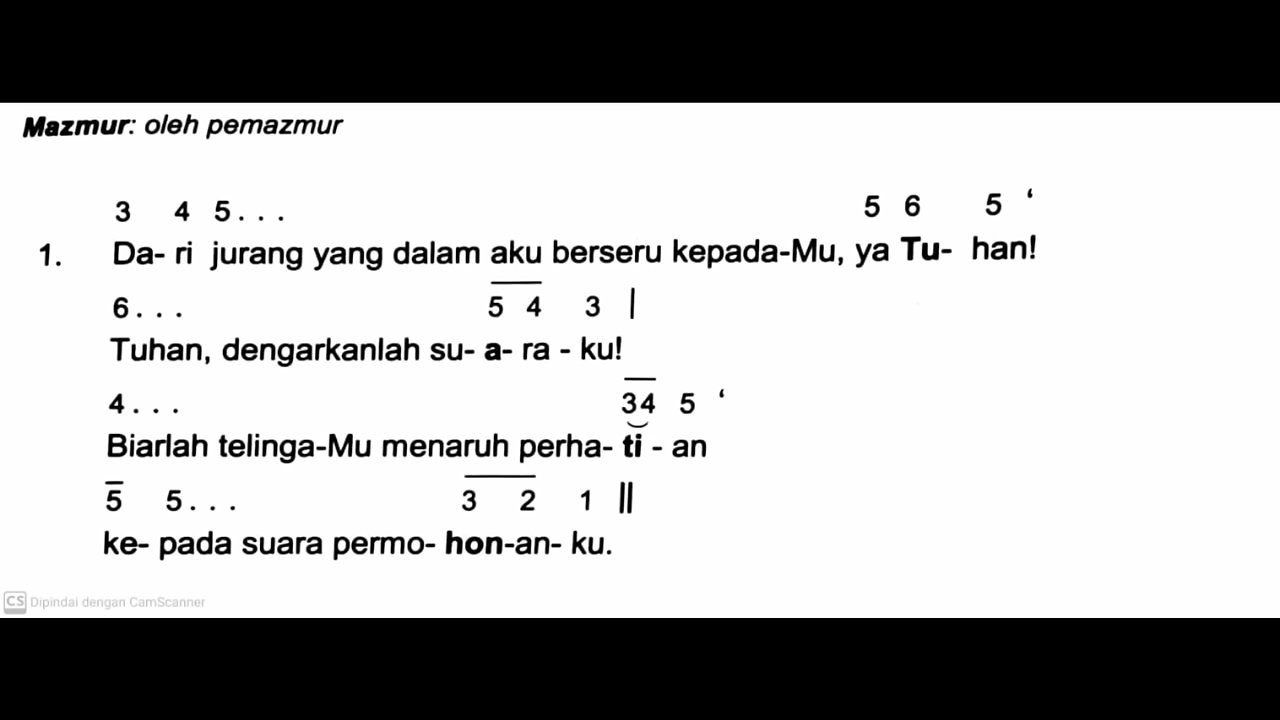 Mazmur: oleh pemazmur
3 4 5 . . . 5 6 5 ‘
1. Da- ri jurang yang dalam aku berseru kepada-Mu, ya Tu- han!
6 . . . 5 4 3 |
Tuhan, dengarkanlah su- a- ra - ku!
4 . . . 34 5 ‘
Biarlah telinga-Mu menaruh perha- ti - an
5 5 . . . 3 2 1 ||
ke- pada suara permo- hon-an- ku.
CS Dipindai dengan CamScanner